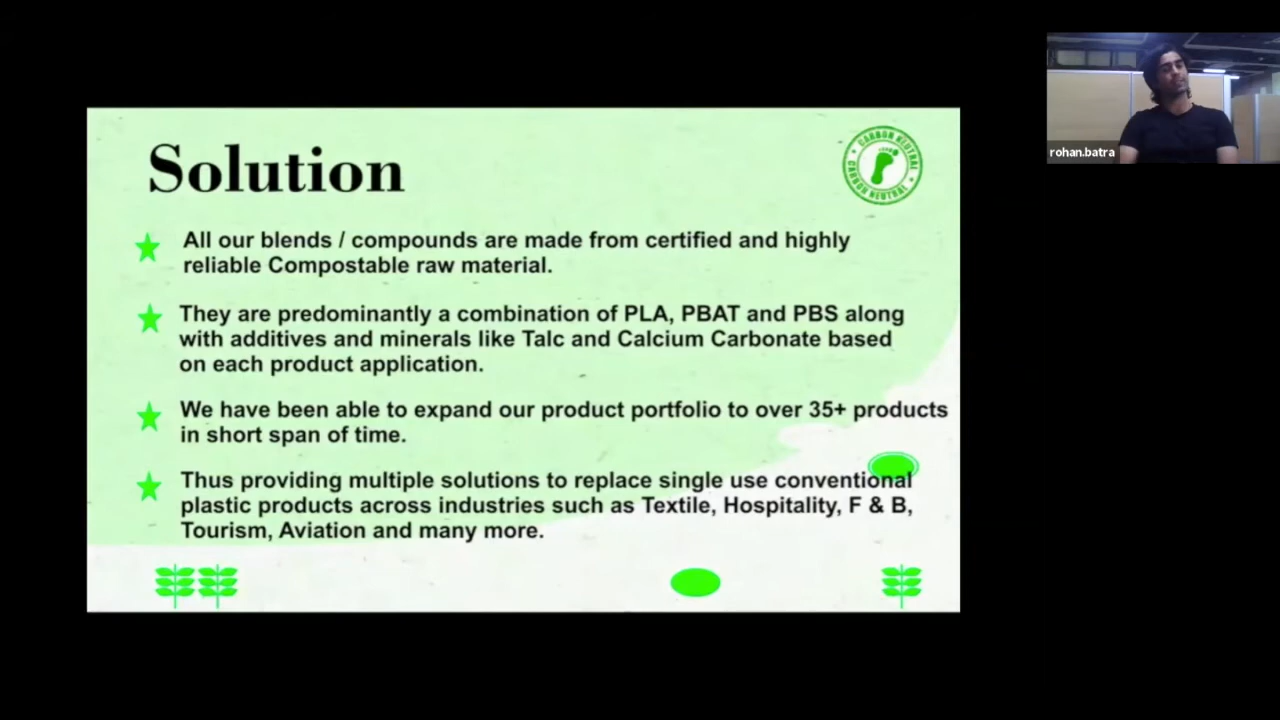 Solution
CARBON NEUTRAL
CARBON NEUTRAL
All our blends / compounds are made from certified and highly
reliable Compostable raw material.
They are predominantly a combination of PLA, PBAT and PBS along
with additives and minerals like Talc and Calcium Carbonate based
on each product application.
We have been able to expand our product portfolio to over 35+ products
in short span of time.
Thus providing multiple solutions to replace single use conventional
plastic products across industries such as Textile, Hospitality, F & B,
Tourism, Aviation and many more.
rohan.batra